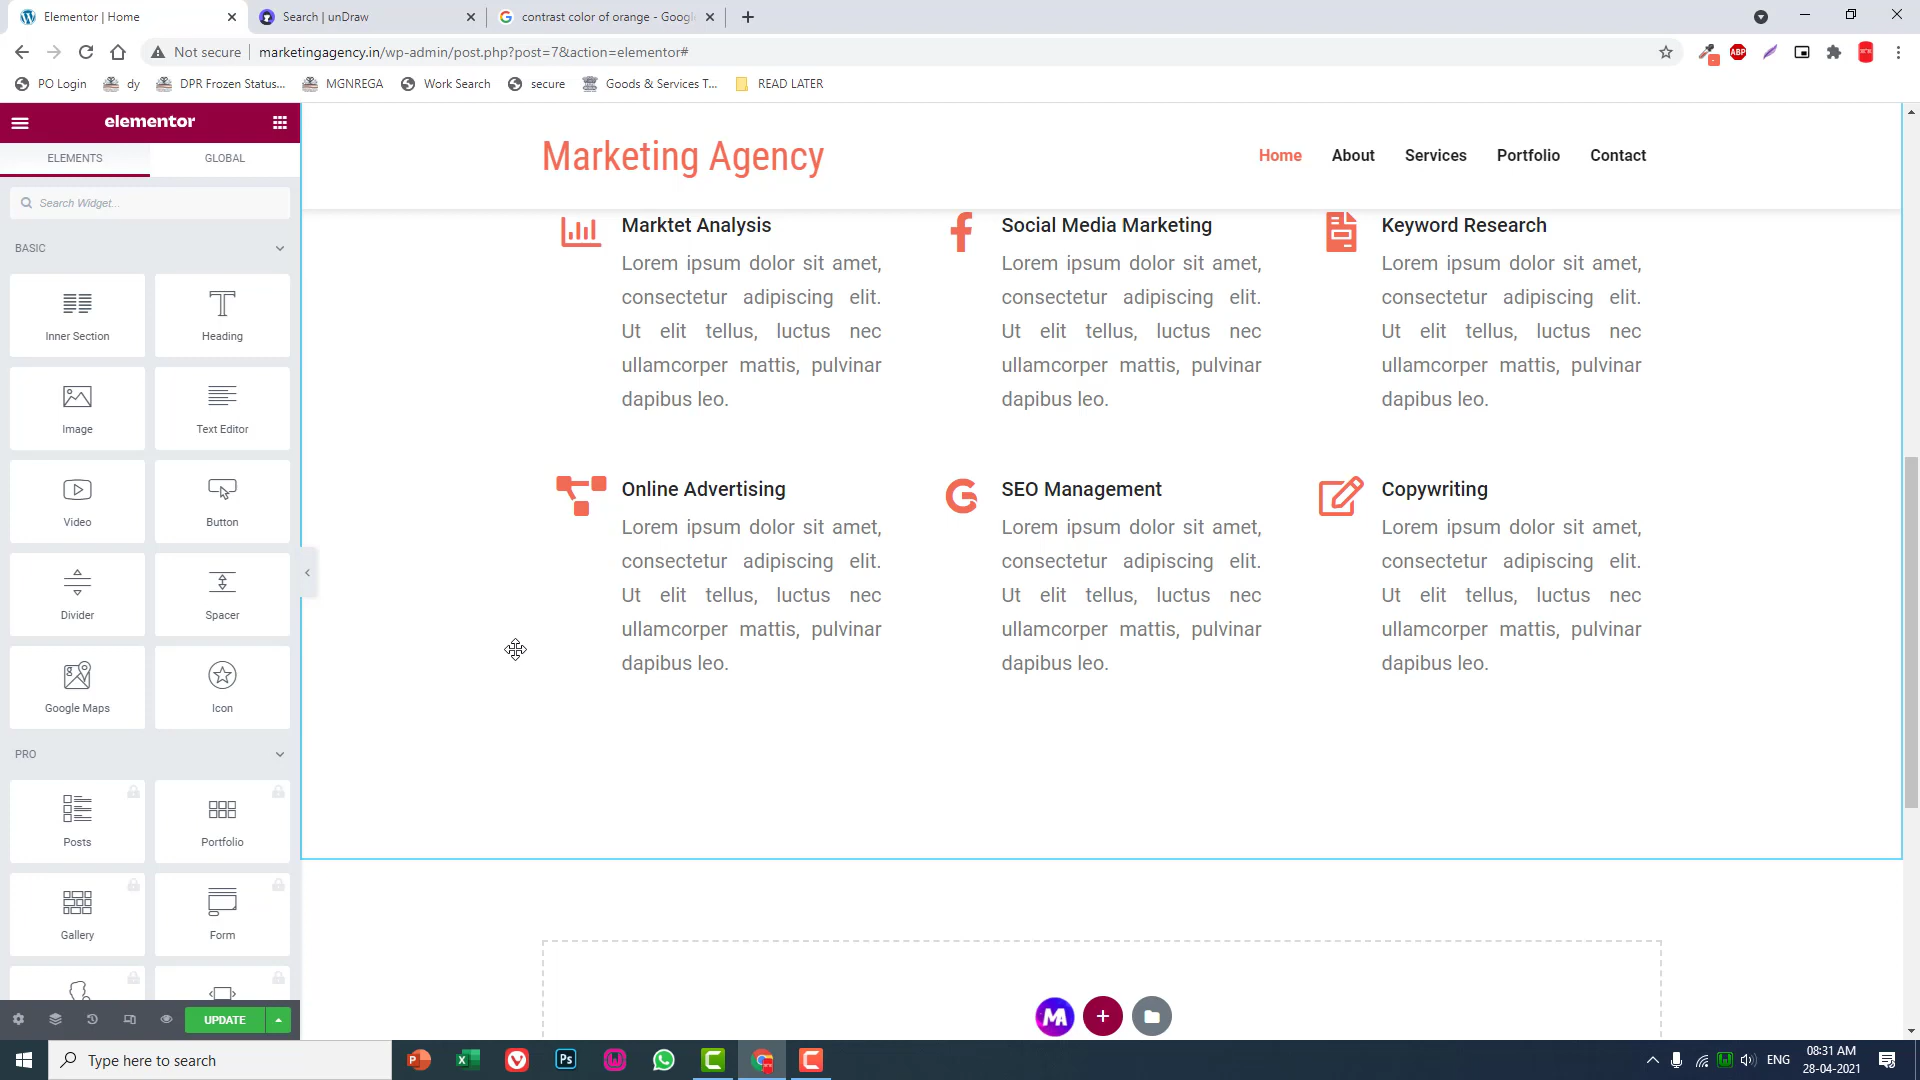 Elementor | Home
Search | unDraw
contrast color of orange - Googl
Not secure
marketingagency.in/wp-admin/post.php?post=7&action=elementor#
ABP
PO Login
dy
DPR Frozen Status...
MGNREGA
Work Search
secure
Goods & Services T...
READ LATER
elementor
ELEMENTS
GLOBAL
Search Widget...
BASIC
Inner Section
Heading
Image
Text Editor
Video
Button
Divider
Spacer
Google Maps
Icon
PRO
Posts
Portfolio
Gallery
Form
UPDATE
Marketing Agency
Home
About
Services
Portfolio
Contact
Marktet Analysis
Lorem ipsum dolor sit amet,
consectetur adipiscing elit.
Ut elit tellus, luctus nec
ullamcorper mattis, pulvinar
dapibus leo.
Social Media Marketing
Lorem ipsum dolor sit amet,
consectetur adipiscing elit.
Ut elit tellus, luctus nec
ullamcorper mattis, pulvinar
dapibus leo.
Keyword Research
Lorem ipsum dolor sit amet,
consectetur adipiscing elit.
Ut elit tellus, luctus nec
ullamcorper mattis, pulvinar
dapibus leo.
Online Advertising
Lorem ipsum dolor sit amet,
consectetur adipiscing elit.
Ut elit tellus, luctus nec
ullamcorper mattis, pulvinar
dapibus leo.
SEO Management
Lorem ipsum dolor sit amet,
consectetur adipiscing elit.
Ut elit tellus, luctus nec
ullamcorper mattis, pulvinar
dapibus leo.
Copywriting
Lorem ipsum dolor sit amet,
consectetur adipiscing elit.
Ut elit tellus, luctus nec
ullamcorper mattis, pulvinar
dapibus leo.
MA
Type here to search
Ps
ENG
08:31 AM
28-04-2021